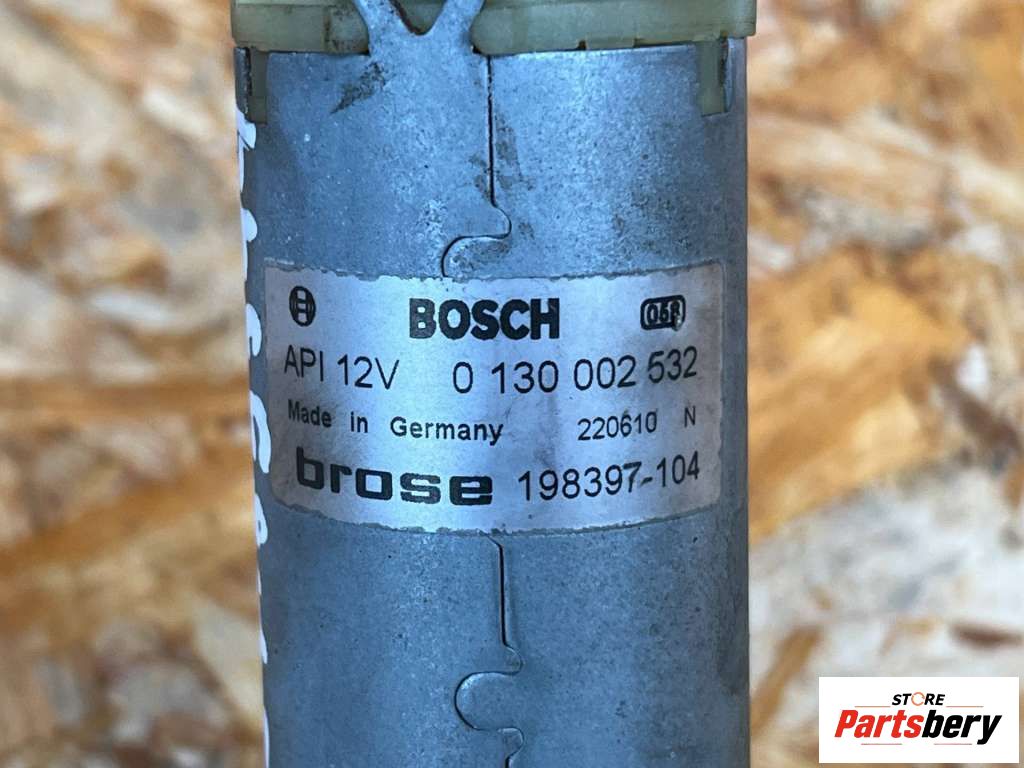 BOSCH
API 12V 0 130 002 532
Made in Germany 220610 N
brose 198397-104
STORE
Partsbery